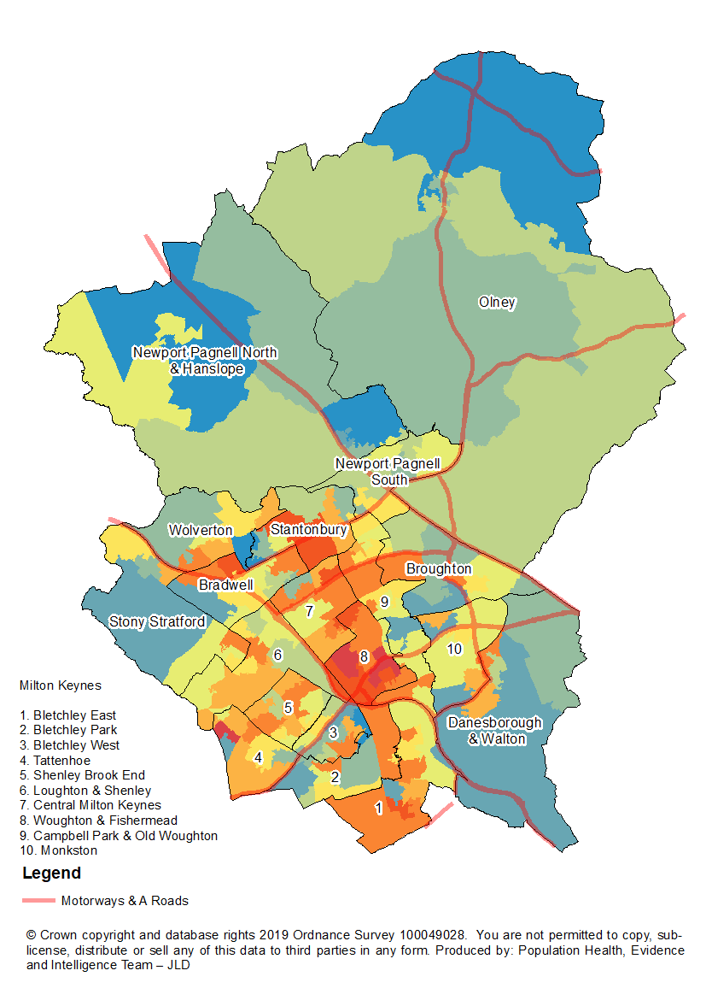 Olney
Newport Pagnell North
& Hanslope
Newport Pagnell
South
Wolverton
Stantonbury
Broughton
Bradwell
9
7
Stony Stratford
10
6
8
Milton Keynes
5
Danesborough
& Walton
3
4
2
1
1. Bletchley East
2. Bletchley Park
3. Bletchley West
4. Tattenhoe
5. Shenley Brook End
6. Loughton & Shenley
7. Central Milton Keynes
8. Woughton & Fishermead
9. Campbell Park & Old Woughton
10. Monkston
Legend
Motorways & A Roads
© Crown copyright and database rights 2019 Ordnance Survey 100049028.  You are not permitted to copy, sub-
license, distribute or sell any of this data to third parties in any form. Produced by: Population Health, Evidence
and Intelligence Team – JLD